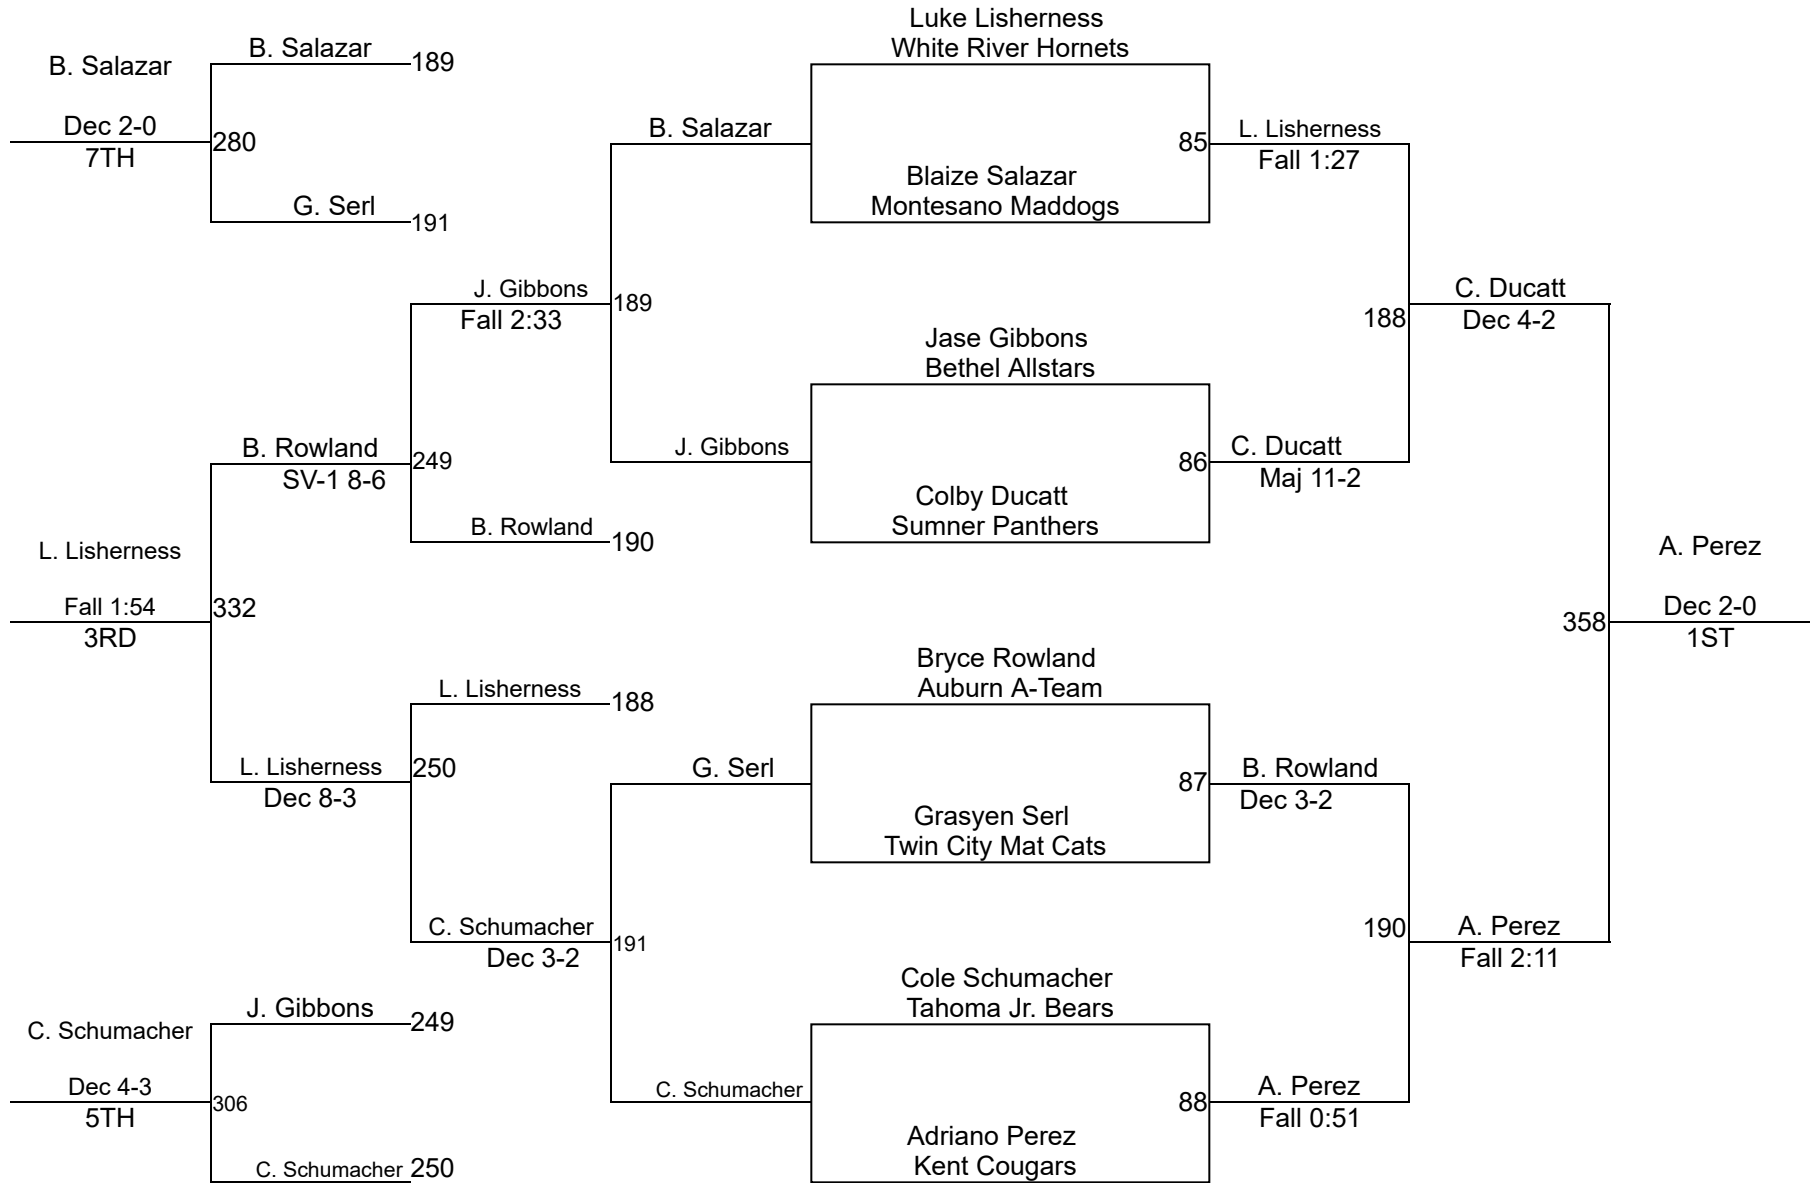 Luke Lisherness
White River Hornets
B. Salazar
B. Salazar
189
Dec 2-0
280
7TH
B. Salazar
85
L. Lisherness
Fall 1:27
Blaize Salazar
Montesano Maddogs
G. Serl
191
J. Gibbons
189
Fall 2:33
C. Ducatt
188
Dec 4-2
Jase Gibbons
Bethel Allstars
B. Rowland
249
SV-1 8-6
J. Gibbons
86
C. Ducatt
Maj 11-2
Colby Ducatt
Sumner Panthers
B. Rowland
190
L. Lisherness
A. Perez
Fall 1:54
332
3RD
358
Dec 2-0
1ST
Bryce Rowland
Auburn A-Team
L. Lisherness
188
L. Lisherness
250
Dec 8-3
G. Serl
87
B. Rowland
Dec 3-2
Grasyen Serl
Twin City Mat Cats
C. Schumacher
191
Dec 3-2
190
A. Perez
Fall 2:11
Cole Schumacher
Tahoma Jr. Bears
J. Gibbons
249
C. Schumacher
Dec 4-3
306
5TH
C. Schumacher
88
A. Perez
Fall 0:51
Adriano Perez
Kent Cougars
C. Schumacher
250